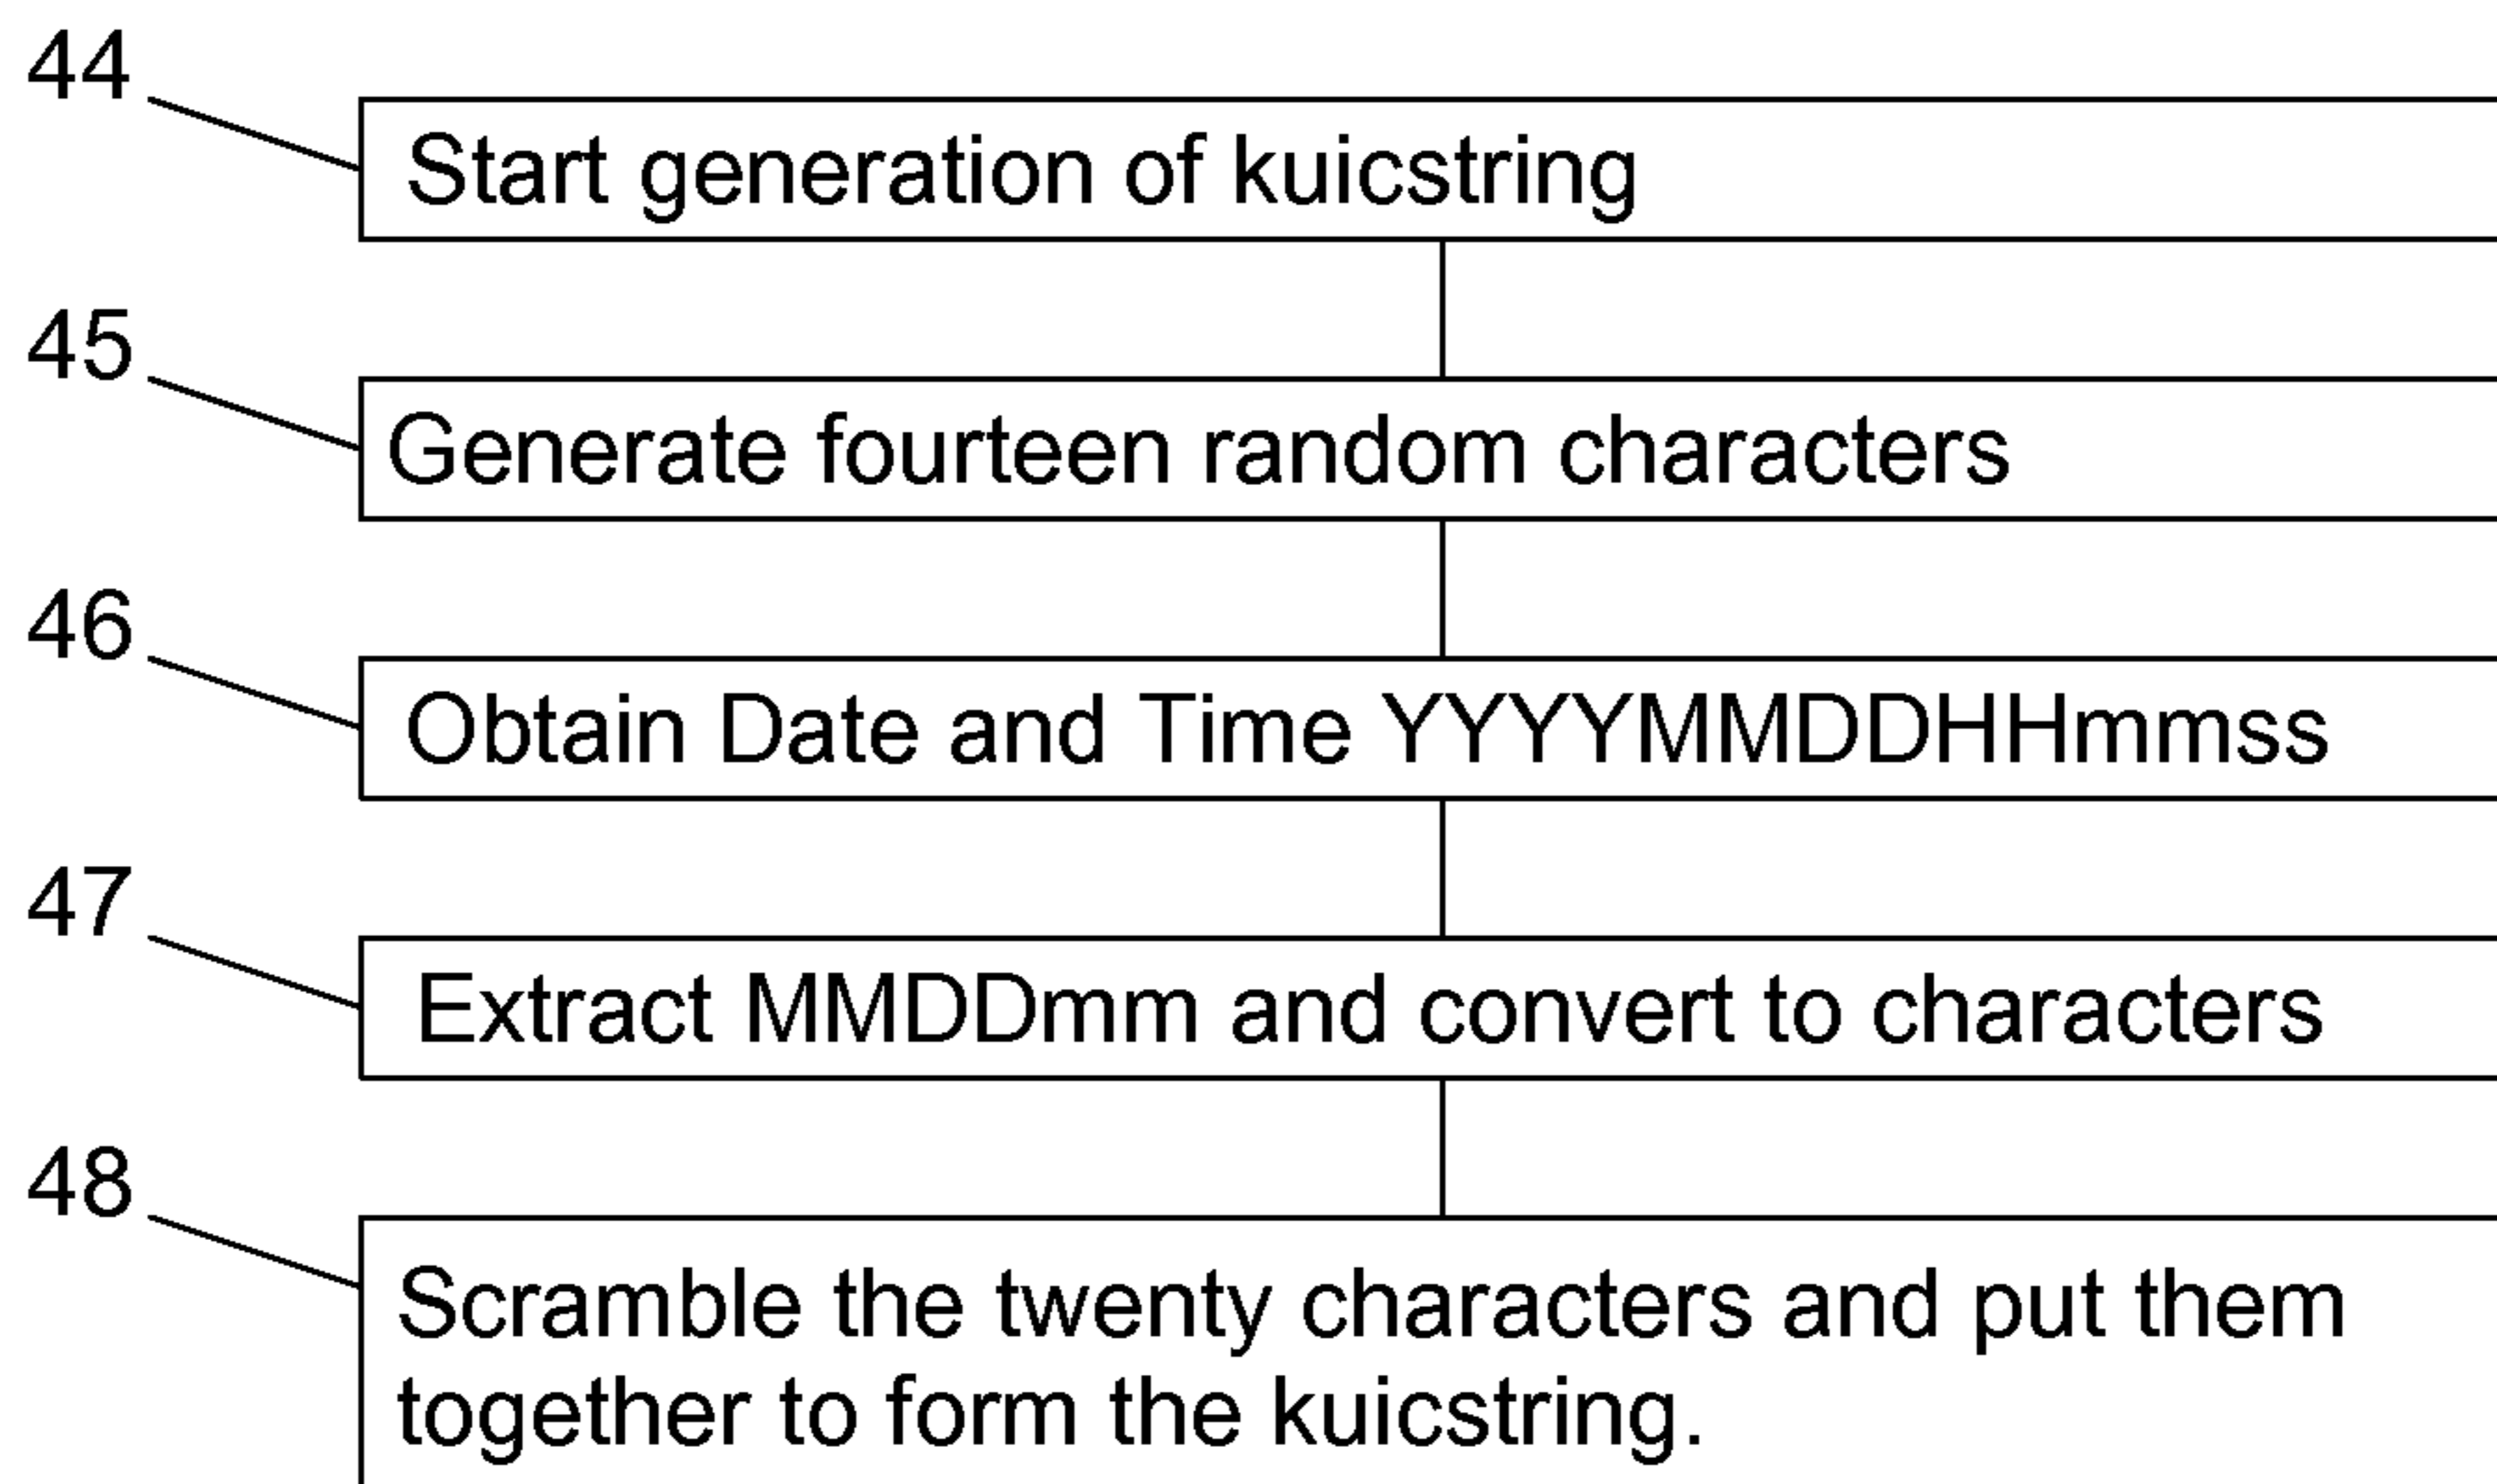 44
Start generation of kuicstring
45
Generate fourteen random characters
46
Obtain Date and Time YYYYMMDDHHmmss
47
Extract MMDDmm and convert to characters
48
Scramble the twenty characters and put them
together to form the kuicstring.